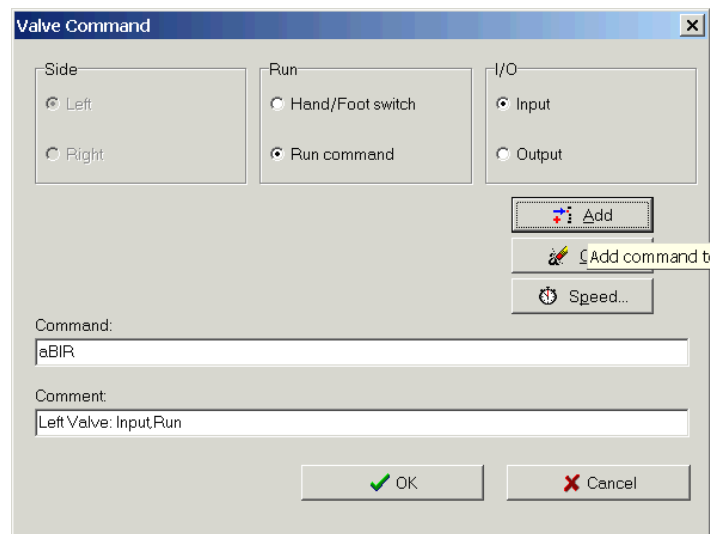 Valve Command
Side
Run
I/O
Left
Hand/Foot switch
Input
Right
Run command
Output
Add
Add command t
Speed...
Command:
aBIR
Comment:
Left Valve: Input,Run
OK
Cancel